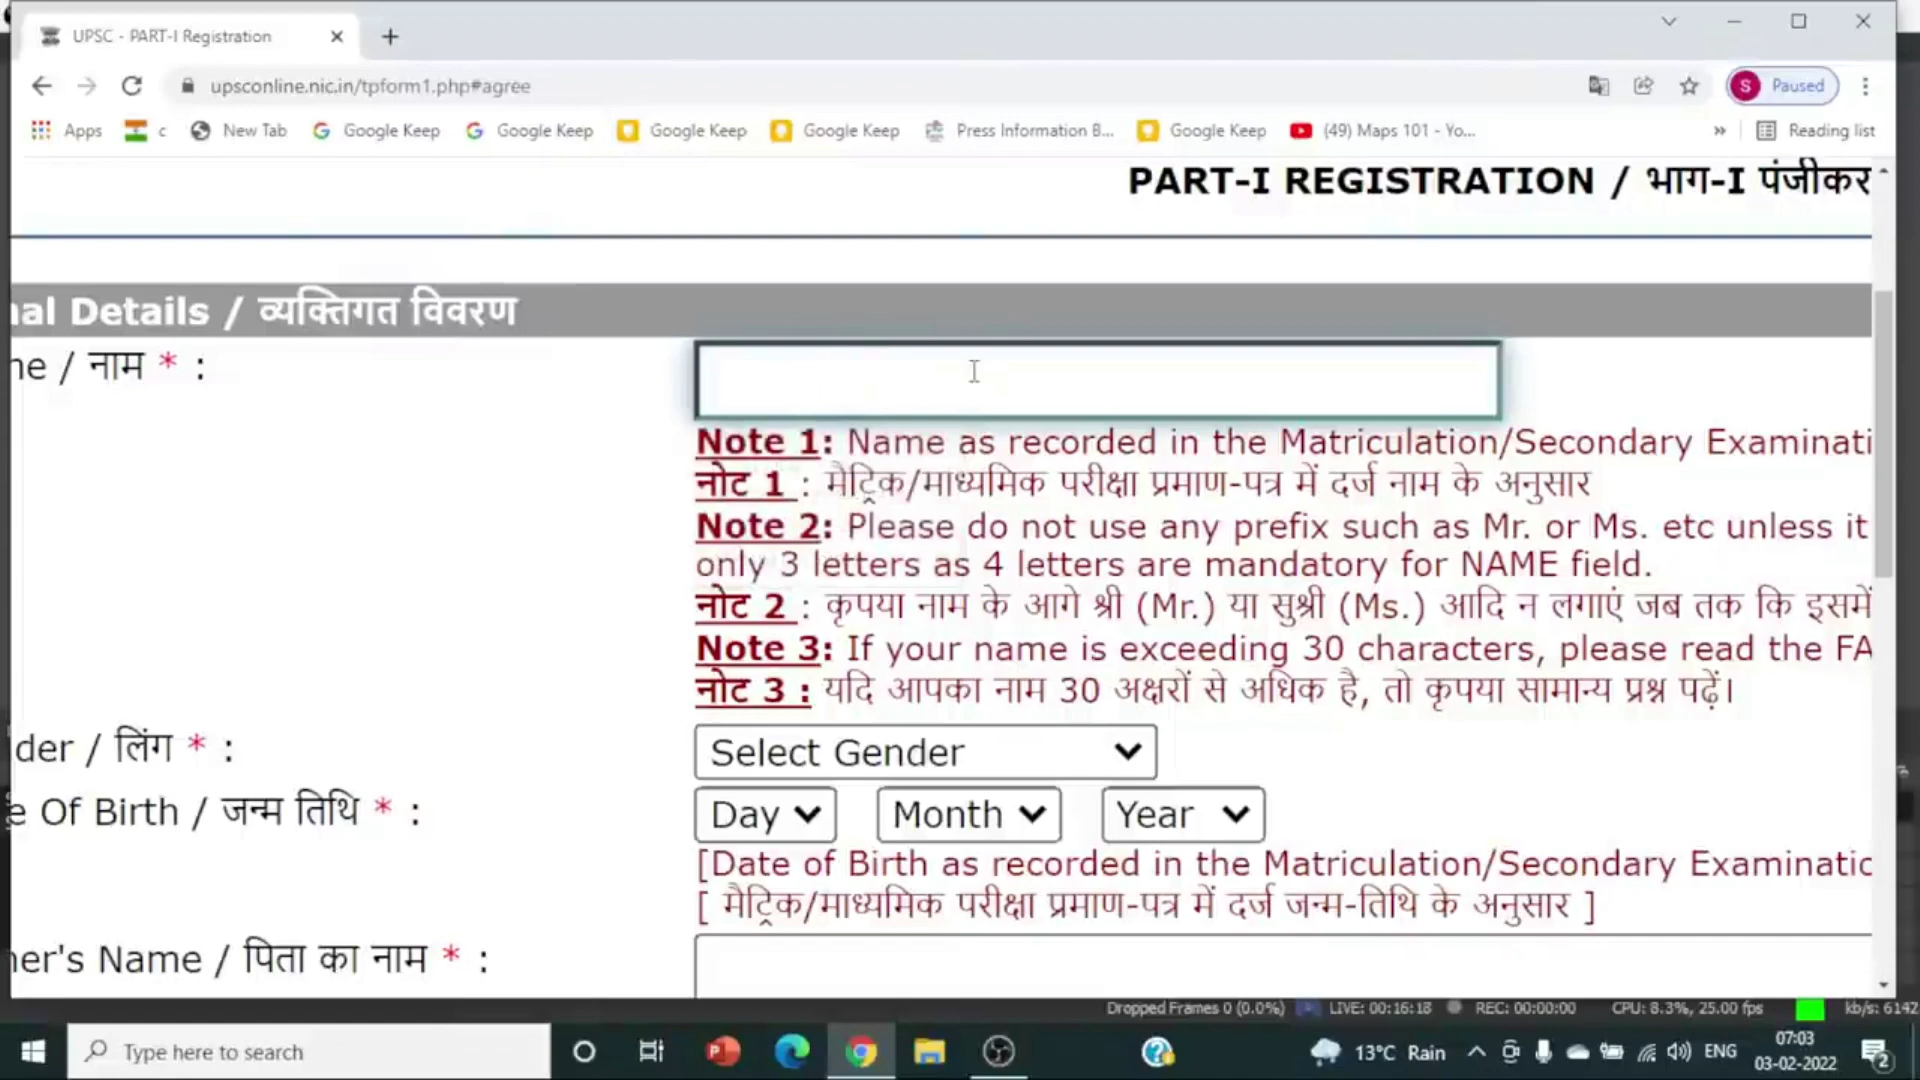 UPSC - PART-I Registration
upsconline.nic.in/tpform1.php#agree
S Paused
Apps c New Tab Google Keep Google Keep Google Keep Google Keep Press Information B... Google Keep (49) Maps 101 - Yo... » Reading list
PART-I REGISTRATION / भाग-I पंजीकर
nal Details / व्यक्तिगत विवरण
ne / नाम * :
Note 1: Name as recorded in the Matriculation/Secondary Examinati
नोट 1 : मैट्रिक/माध्यमिक परीक्षा प्रमाण-पत्र में दर्ज नाम के अनुसार
Note 2: Please do not use any prefix such as Mr. or Ms. etc unless it
only 3 letters as 4 letters are mandatory for NAME field.
नोट 2 : कृपया नाम के आगे श्री (Mr.) या सुश्री (Ms.) आदि न लगाएं जब तक कि इसमें
Note 3: If your name is exceeding 30 characters, please read the FA
नोट 3 : यदि आपका नाम 30 अक्षरों से अधिक है, तो कृपया सामान्य प्रश्न पढ़ें।
der / लिंग * :
Select Gender
e Of Birth / जन्म तिथि * :
Day Month Year
[Date of Birth as recorded in the Matriculation/Secondary Examinatic
[ मैट्रिक/माध्यमिक परीक्षा प्रमाण-पत्र में दर्ज जन्म-तिथि के अनुसार ]
ner's Name / पिता का नाम * :
Dropped Frames 0 (0.0%) LIVE: 00:16:18 REC: 00:00:00 CPU: 8.3%, 25.00 fps kb/s: 6142
Type here to search
13°C Rain
ENG
07:03
03-02-2022
2